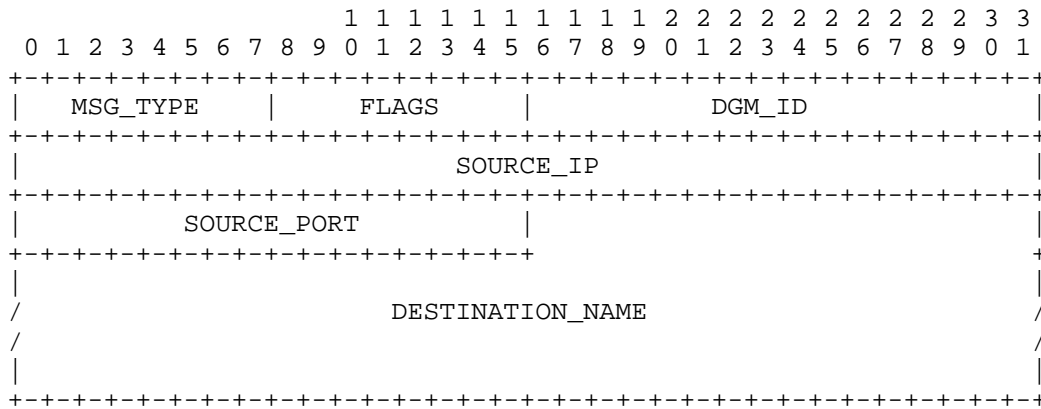 1 1 1 1 1 1 1 1 1 1 2 2 2 2 2 2 2 2 2 2 3 3
 0 1 2 3 4 5 6 7 8 9 0 1 2 3 4 5 6 7 8 9 0 1 2 3 4 5 6 7 8 9 0 1
+-+-+-+-+-+-+-+-+-+-+-+-+-+-+-+-+-+-+-+-+-+-+-+-+-+-+-+-+-+-+-+-+
|   MSG_TYPE    |     FLAGS     |           DGM_ID              |
+-+-+-+-+-+-+-+-+-+-+-+-+-+-+-+-+-+-+-+-+-+-+-+-+-+-+-+-+-+-+-+-+
|                           SOURCE_IP                           |
+-+-+-+-+-+-+-+-+-+-+-+-+-+-+-+-+-+-+-+-+-+-+-+-+-+-+-+-+-+-+-+-+
|          SOURCE_PORT          |                               |
+-+-+-+-+-+-+-+-+-+-+-+-+-+-+-+-+                               +
|                                                               |
/                       DESTINATION_NAME                        /
/                                                               /
|                                                               |
+-+-+-+-+-+-+-+-+-+-+-+-+-+-+-+-+-+-+-+-+-+-+-+-+-+-+-+-+-+-+-+-+